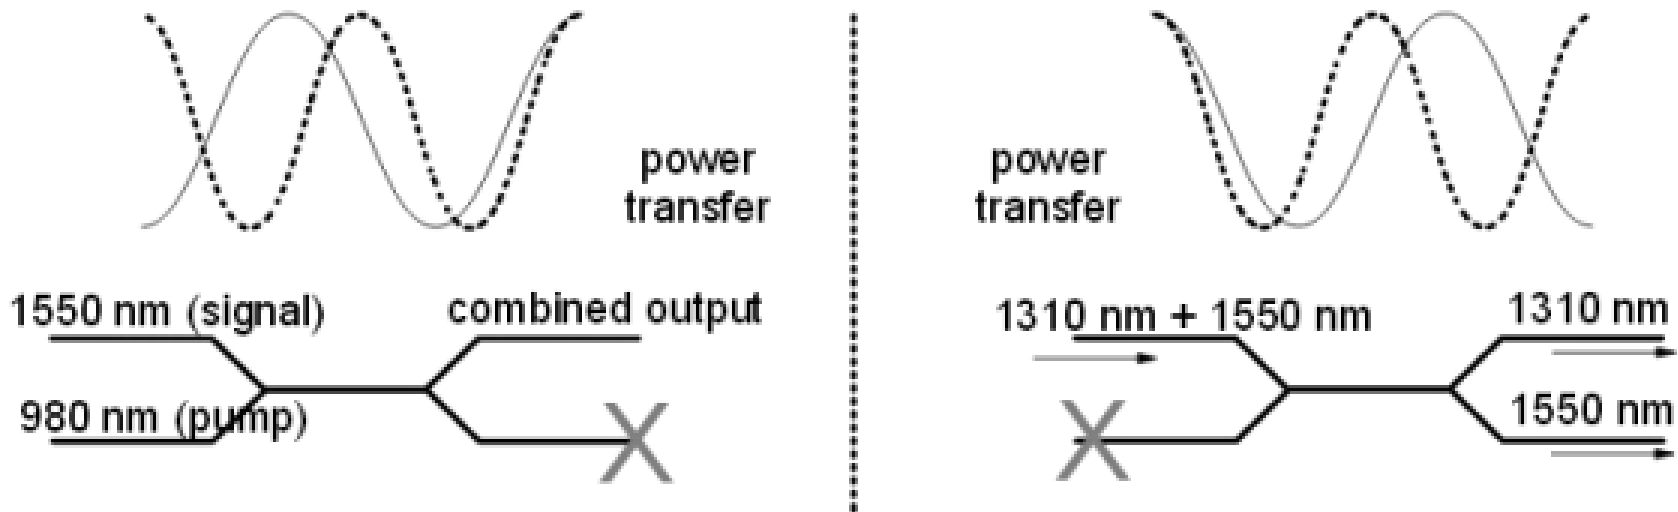 power
transfer
1550 nm (signal)
combined output
980 nm (pump)
power
transfer
1310 nm + 1550 nm
1310 nm
1550 nm